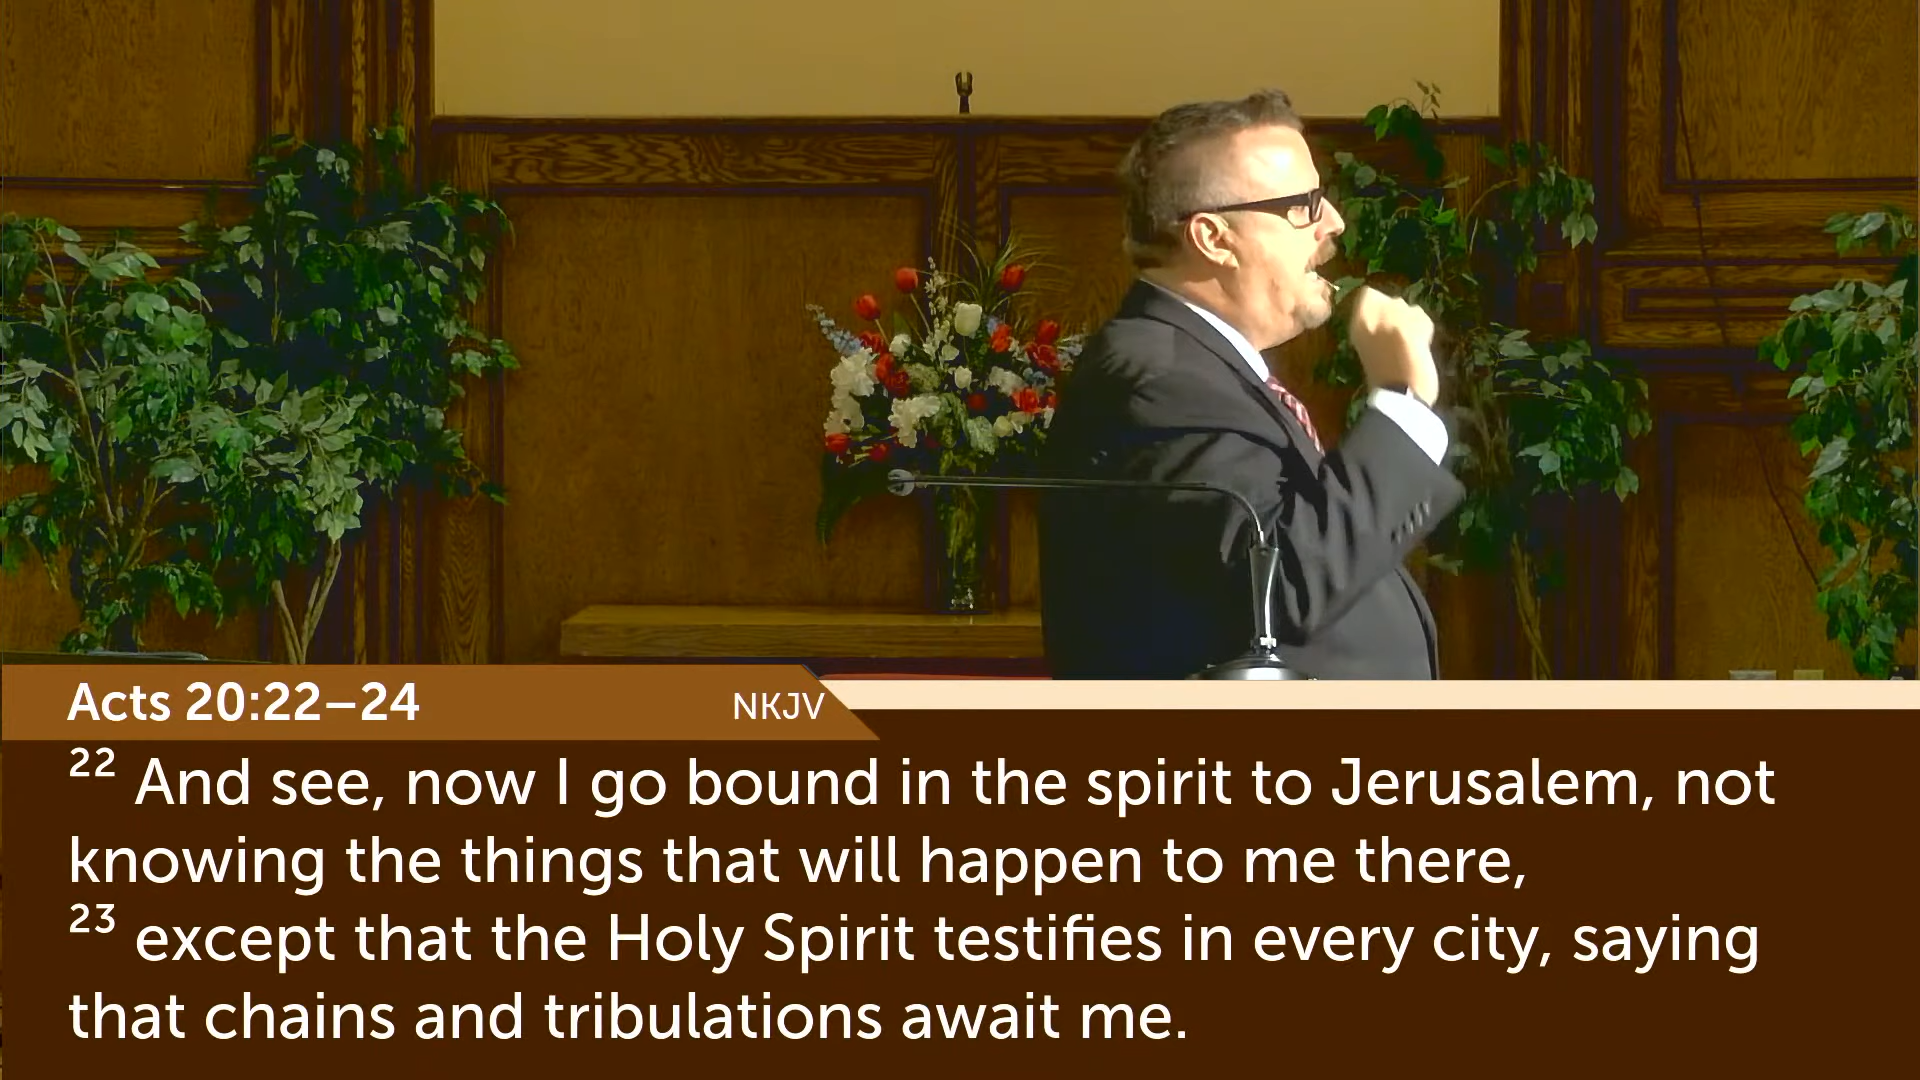 Acts 20:22–24 NKJV
22 And see, now I go bound in the spirit to Jerusalem, not
knowing the things that will happen to me there,
23 except that the Holy Spirit testifies in every city, saying
that chains and tribulations await me.